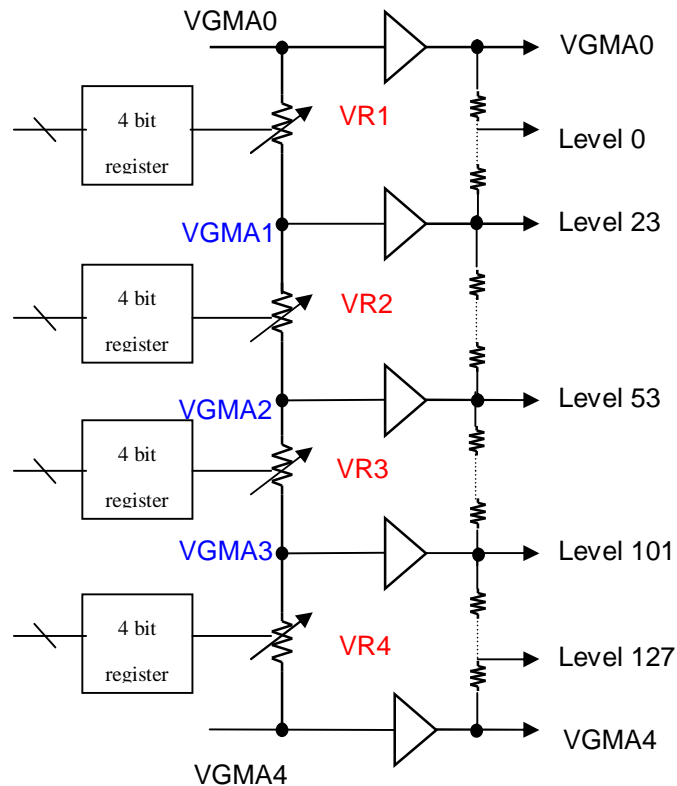 VGMA0
VGMA0
4 bit
register
VR1
Level 0
VGMA1
Level 23
4 bit
register
VR2
VGMA2
Level 53
4 bit
register
VR3
VGMA3
Level 101
4 bit
register
VR4
Level 127
VGMA4
VGMA4